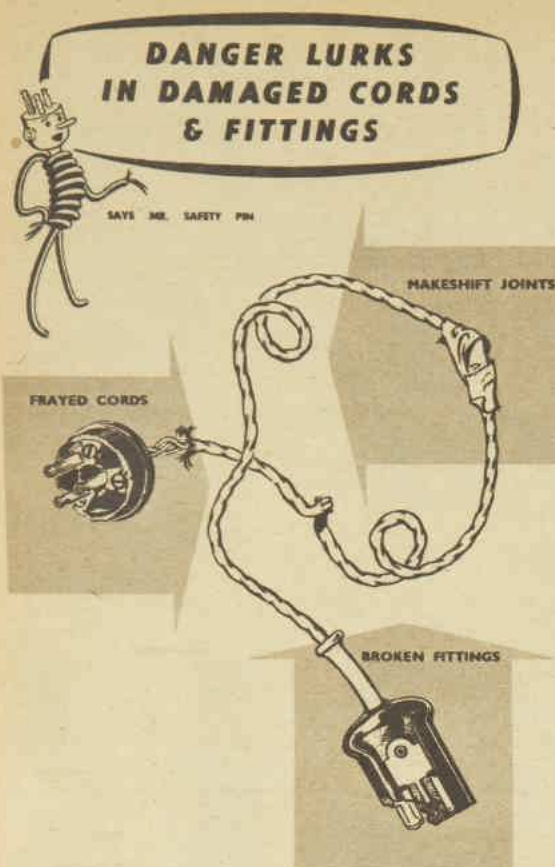 DANGER LURKS
IN DAMAGED CORDS
& FITTINGS
SAYS MR. SAFETY PIN
MAKESHIFT JOINTS
FRAYED CORDS
BROKEN FITTINGS